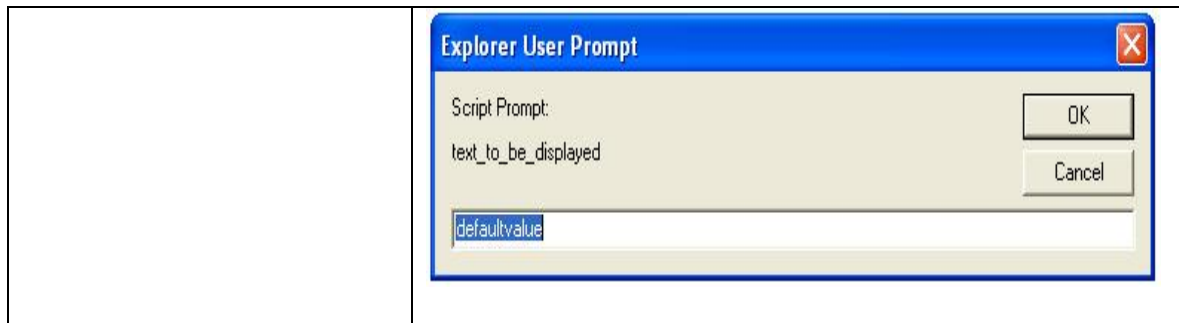 Explorer User Prompt
Script Prompt:
OK
text_to_be_displayed
Cancel
defaultvalue